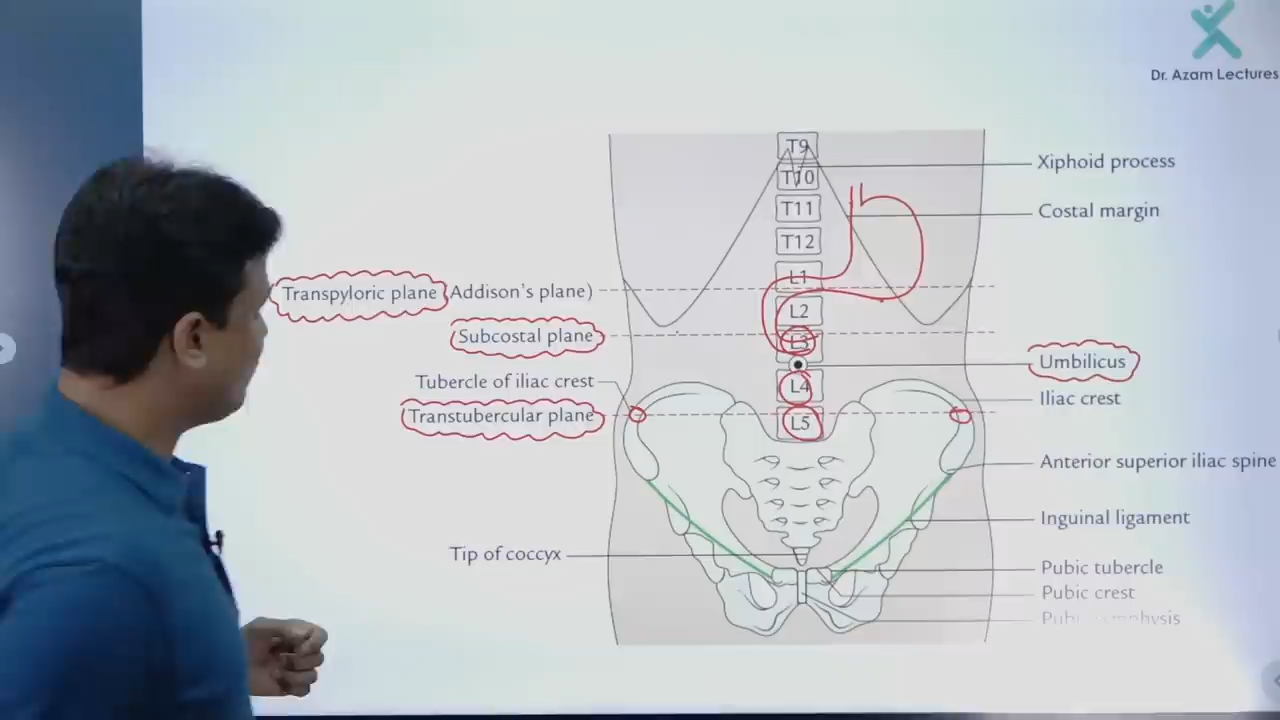 Dr. Azam Lectures
T9
Xiphoid process
T10
T11
Costal margin
T12
L1
Transpyloric plane (Addison's plane)
L2
Subcostal plane
L3
Umbilicus
Tubercle of iliac crest
L4
Iliac crest
Transtubercular plane
L5
Anterior superior iliac spine
Inguinal ligament
Tip of coccyx
Pubic tubercle
Pubic crest